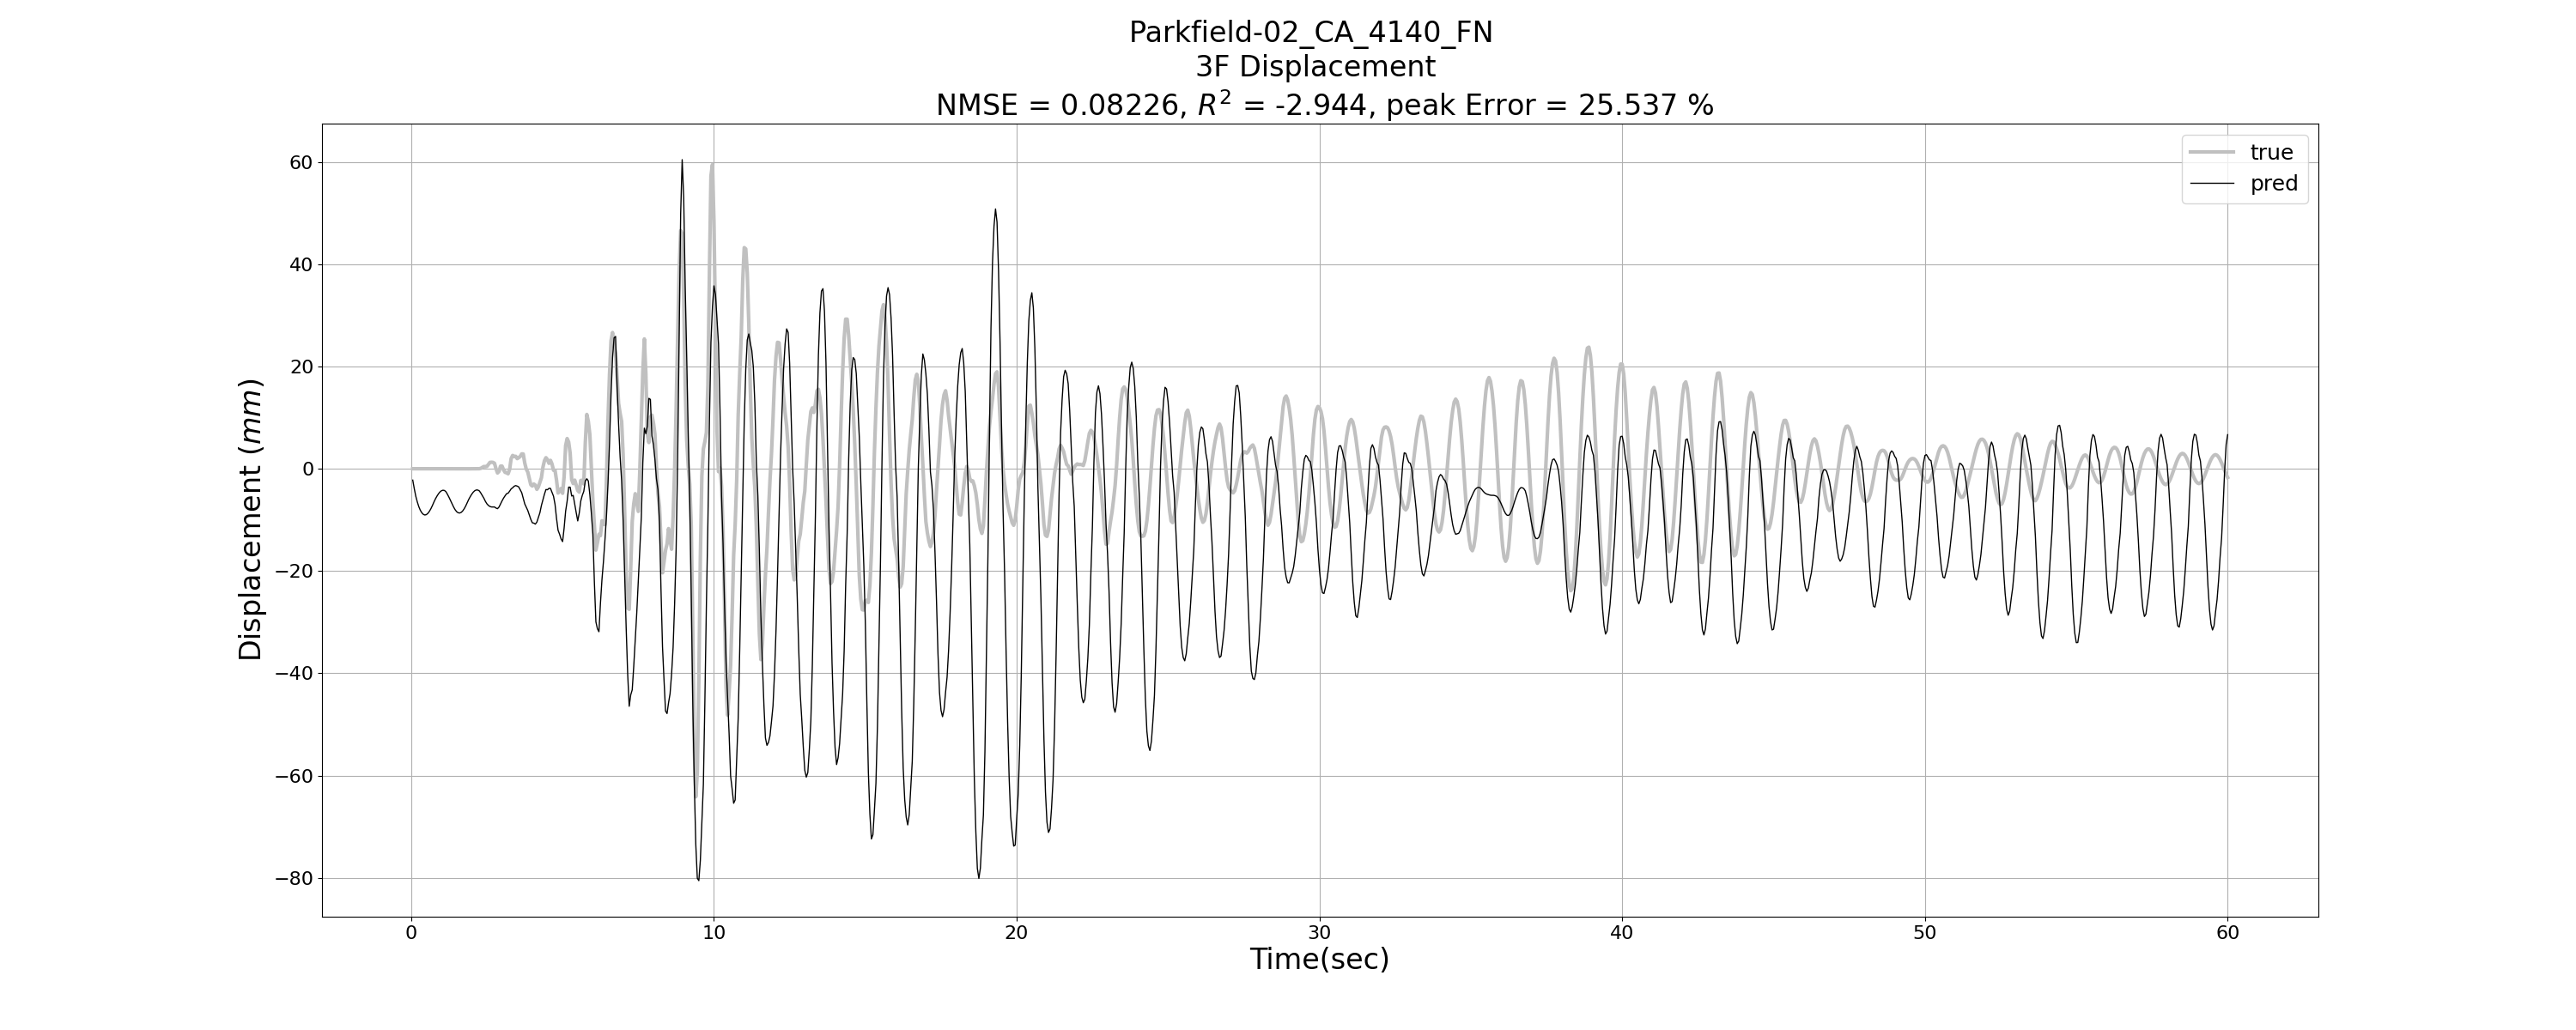 Parkfield-02_CA_4140_FN
3F Displacement
NMSE = 0.08226, R² = -2.944, peak Error = 25.537 %
true
pred
Displacement (mm)
60
40
20
0
−20
−40
−60
−80
0 10 20 30 40 50 60
Time(sec)